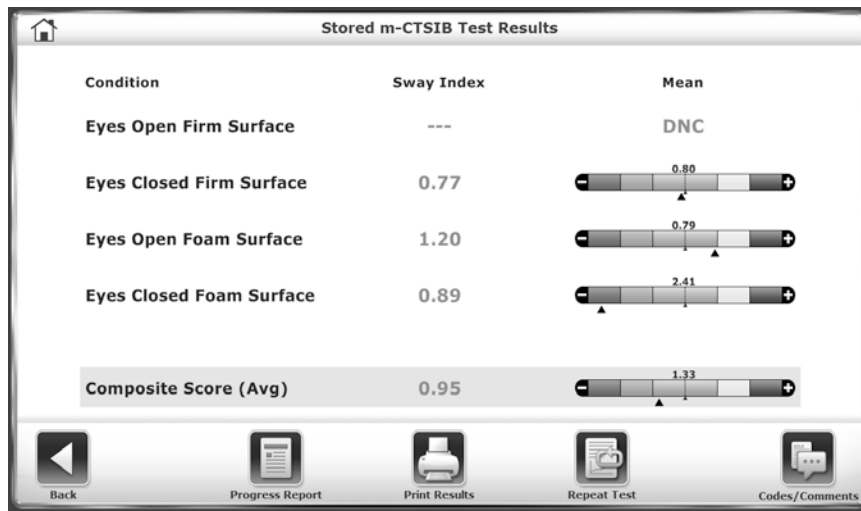 Stored m-CTSIB Test Results
Condition Sway Index Mean
Eyes Open Firm Surface --- DNC
Eyes Closed Firm Surface 0.77 0.80
Eyes Open Foam Surface 1.20 0.79
Eyes Closed Foam Surface 0.89 2.41
Composite Score (Avg) 0.95 1.33
Back Progress Report Print Results Repeat Test Codes/Comments